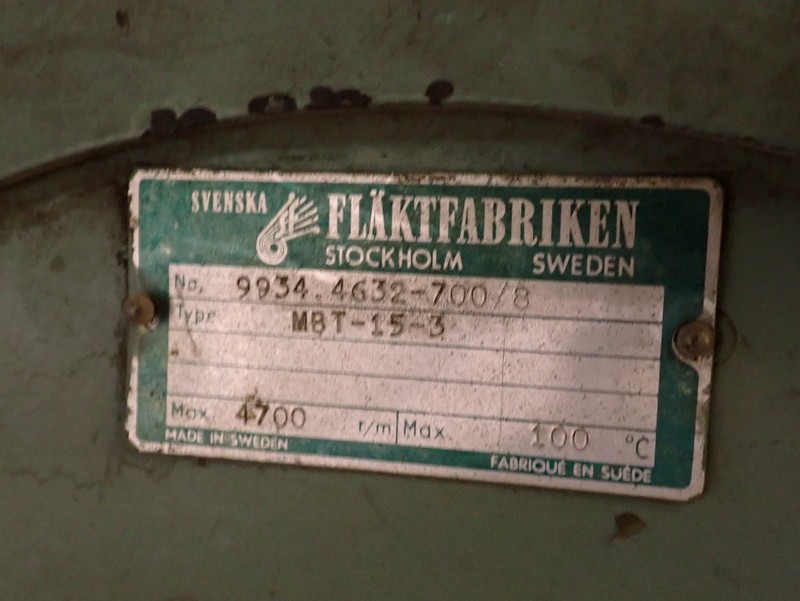 SVENSKA FLÄKTFABRIKEN
STOCKHOLM SWEDEN
No. 9934.4632-700/8
Type MBT-15-3
-
Max. 4700 r/m Max. 100 °C
MADE IN SWEDEN FABRIQUÉ EN SUÈDE